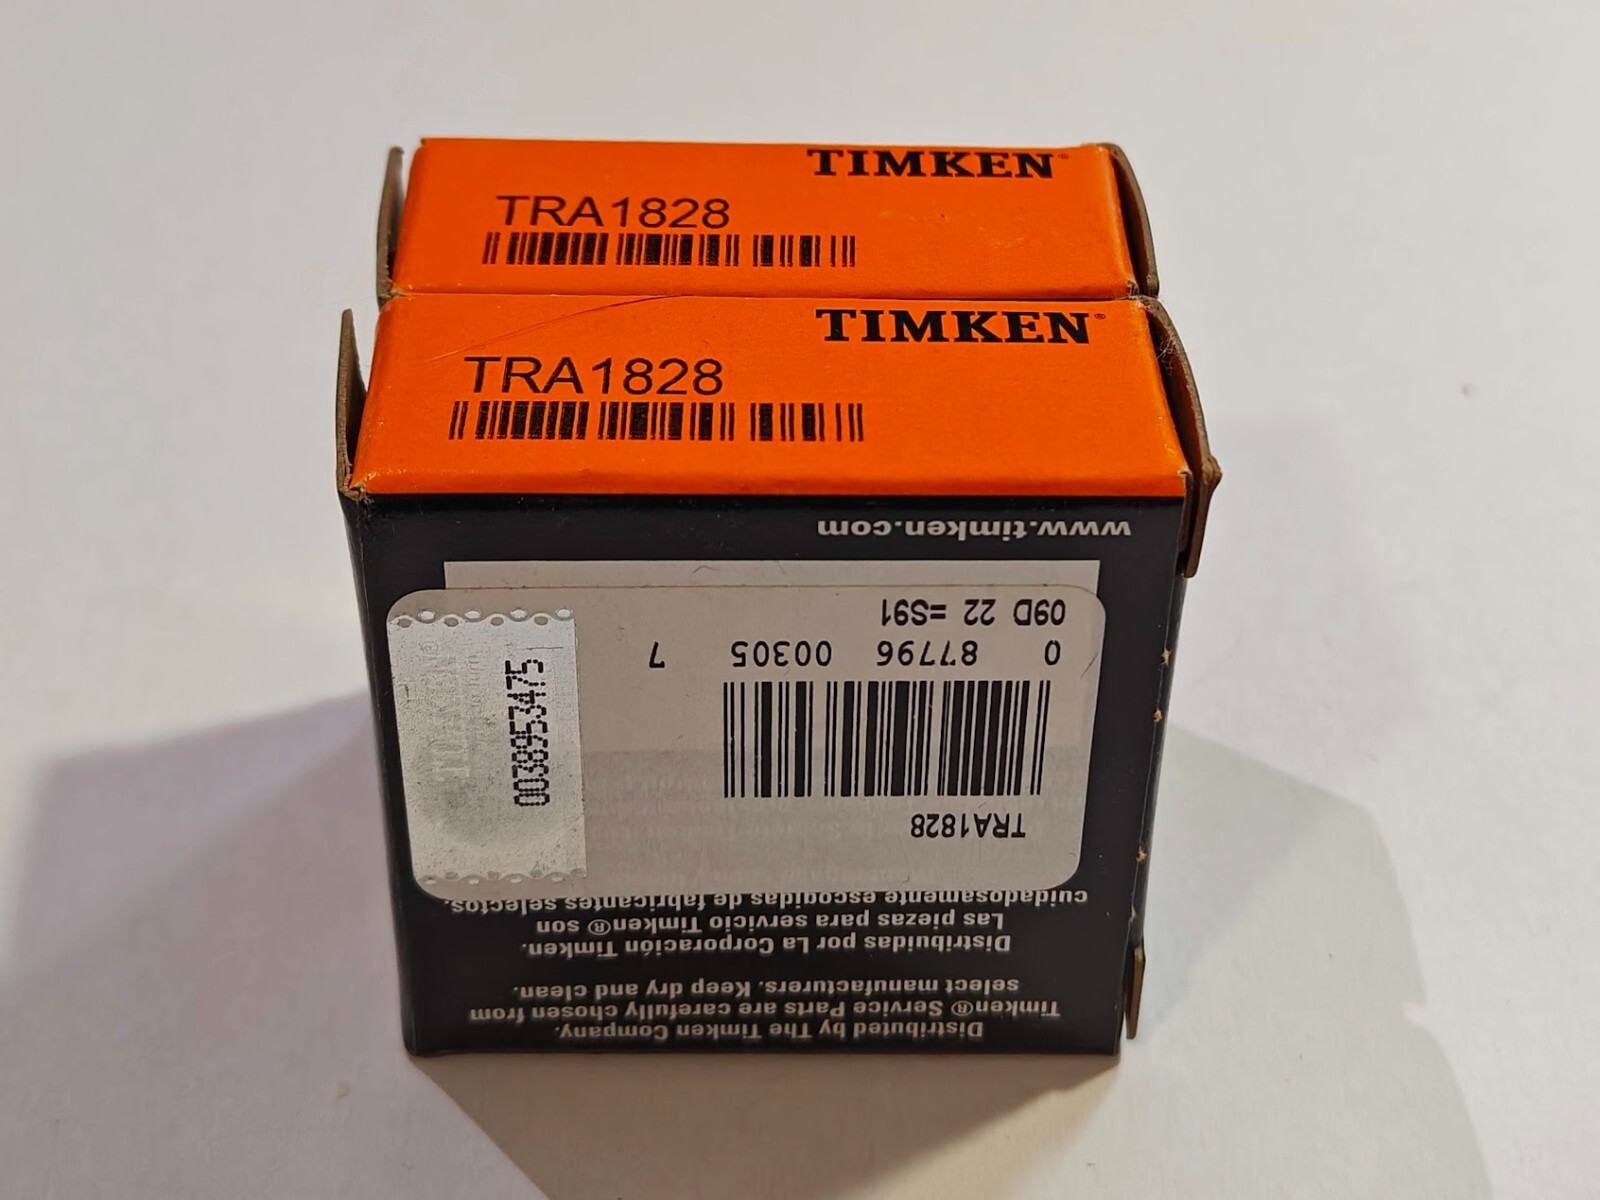 TIMKEN®
TRA1828
TIMKEN®
TRA1828
www.timken.com
09D 22 =S91
0 87796 00305 7
TRA1828
003895347 5
cuidadosamente escogidas de fabricantes selectos.
Las piezas para servicio Timken® son
Distribuidas por La Corporación Timken.
select manufacturers. Keep dry and clean.
Timken® Service Parts are carefully chosen from
Distributed by The Timken Company.